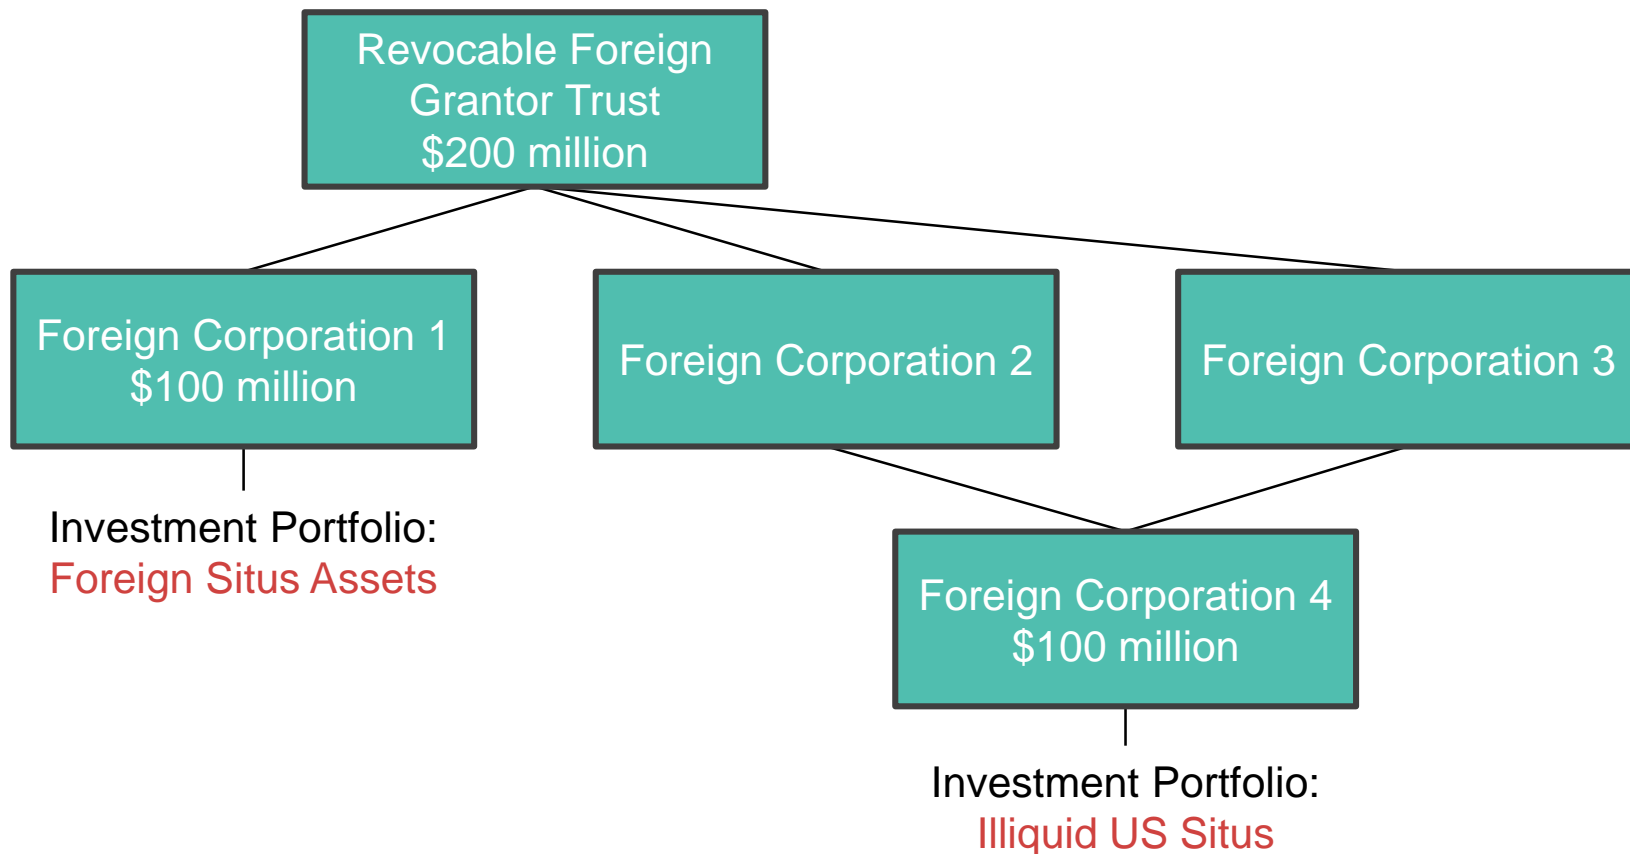 Revocable Foreign
Grantor Trust
$200 million
Foreign Corporation 1
$100 million
Foreign Corporation 2
Foreign Corporation 3
Investment Portfolio:
Foreign Situs Assets
Foreign Corporation 4
$100 million
Investment Portfolio:
Illiquid US Situs